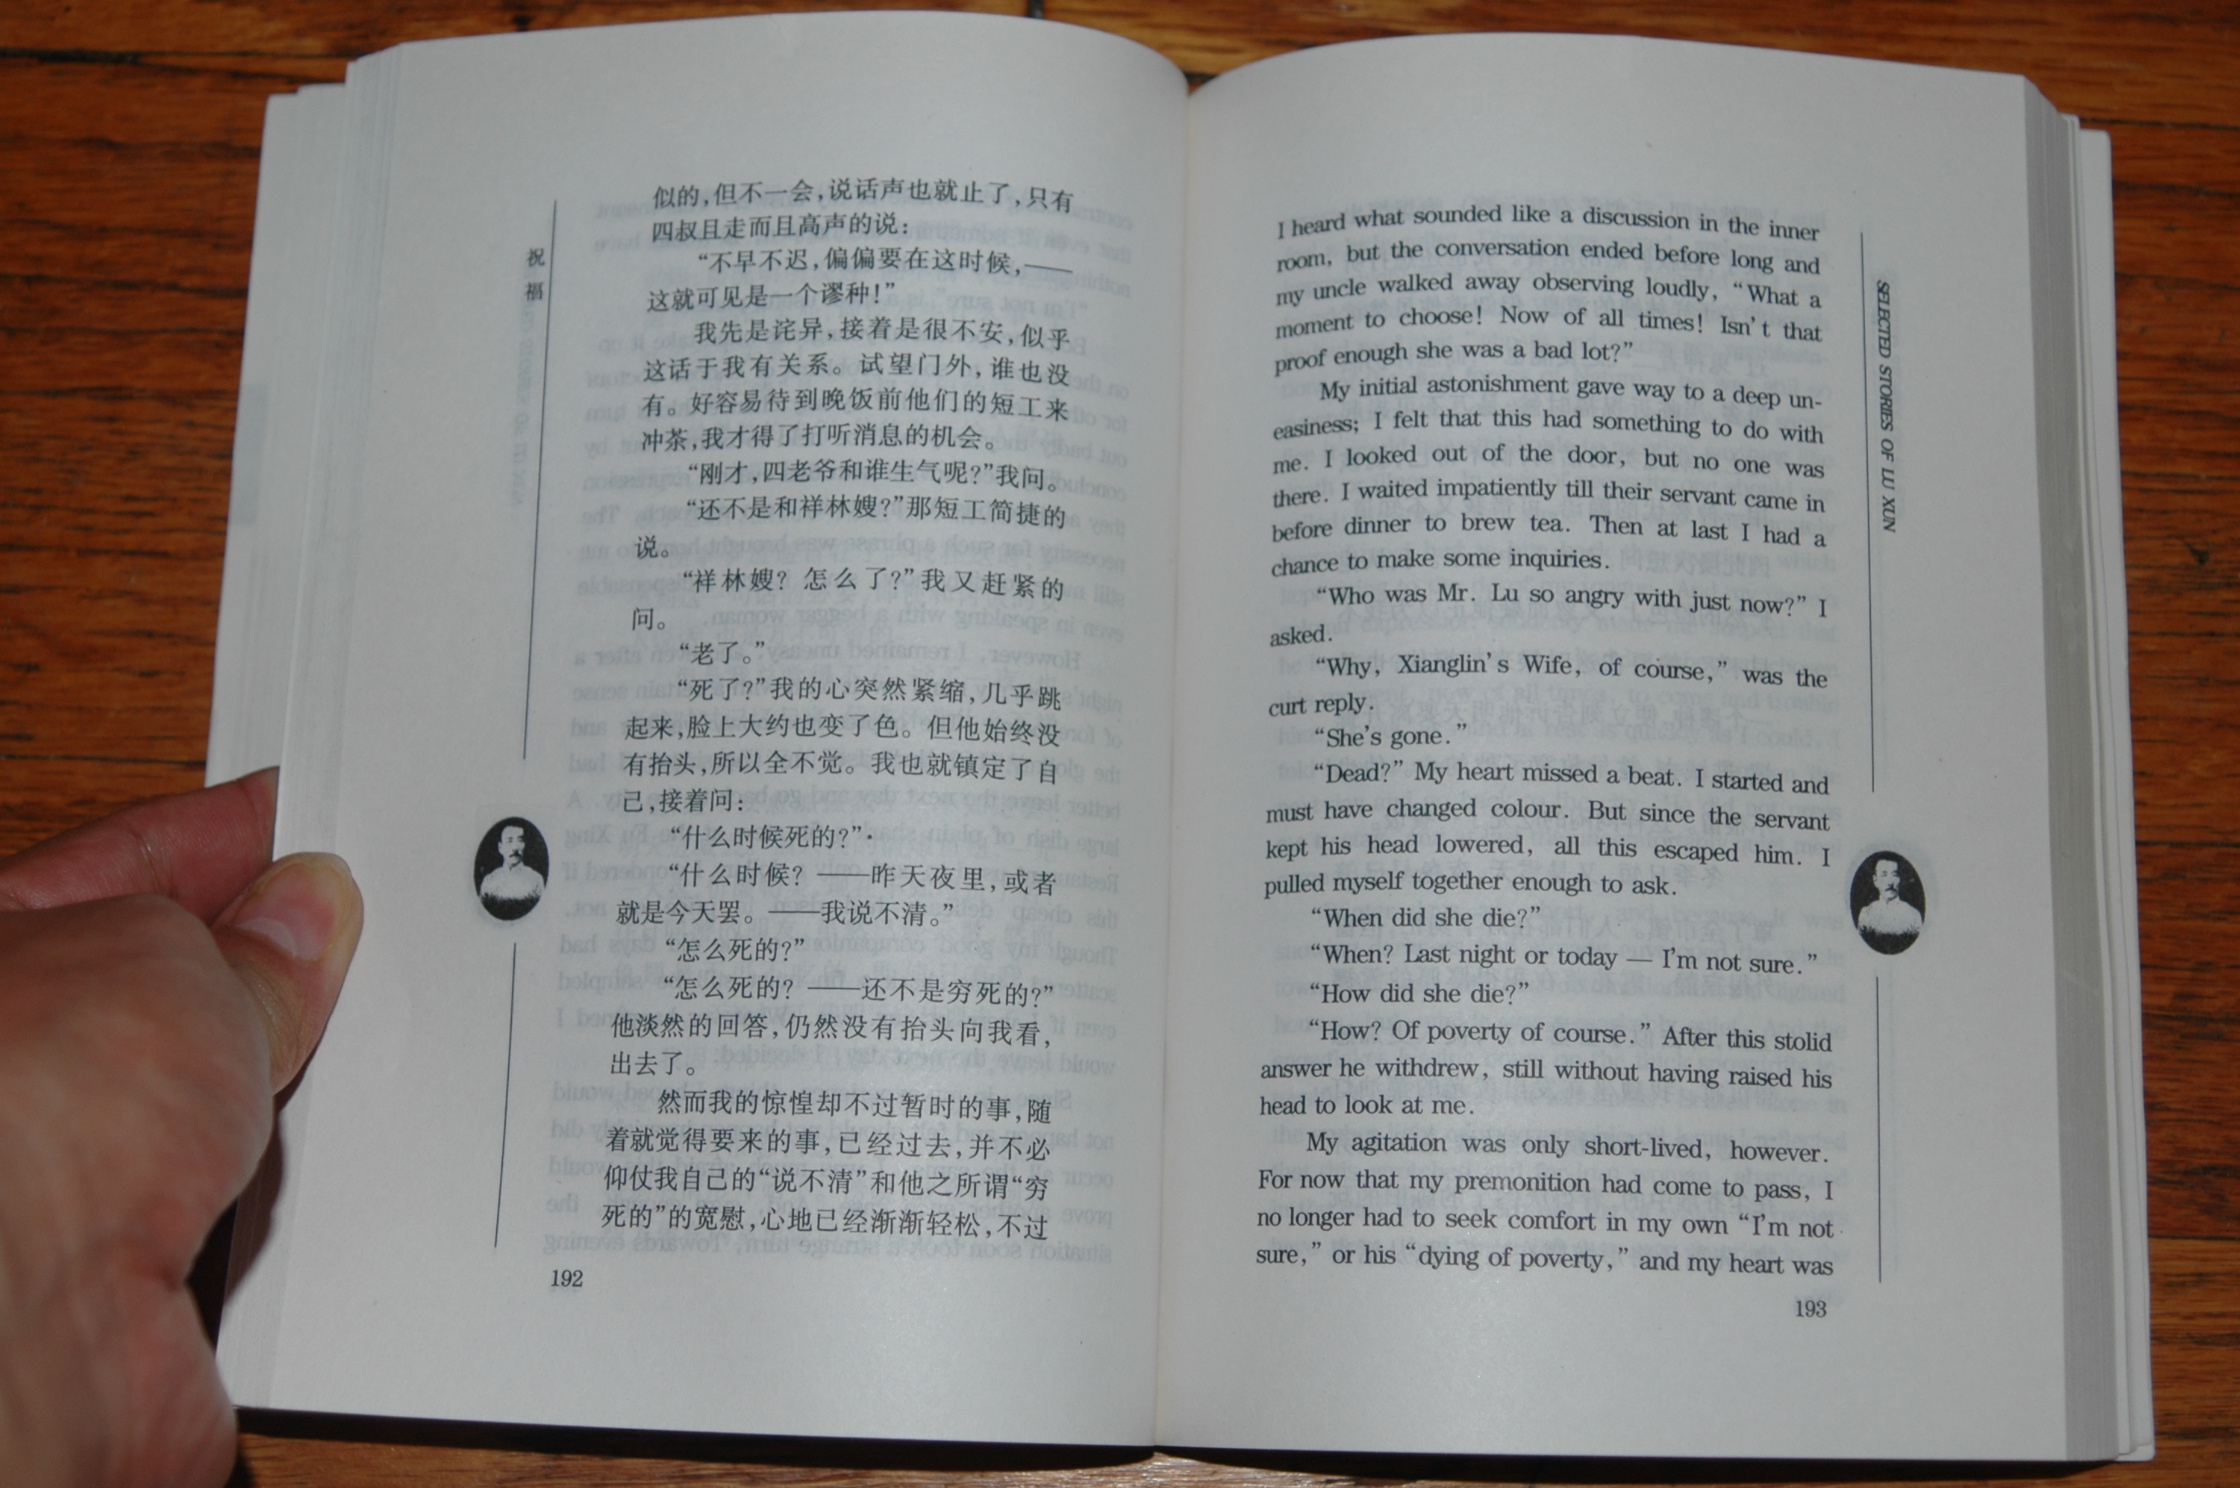 祝
福
似的,但不一会,说话声也就止了,只有
四叔且走而且高声的说:
“不早不迟,偏偏要在这时候,——
这就可见是一个谬种!”
我先是诧异,接着是很不安,似乎
这话于我有关系。试望门外,谁也没
有。好容易待到晚饭前他们的短工来
冲茶,我才得了打听消息的机会。
“刚才,四老爷和谁生气呢?”我问。
“还不是和祥林嫂?”那短工简捷的
说。
“祥林嫂?怎么了?”我又赶紧的
问。
“老了。”
“死了?”我的心突然紧缩,几乎跳
起来,脸上大约也变了色。但他始终没
有抬头,所以全不觉。我也就镇定了自
己,接着问:
“什么时候死的?”
“什么时候?——昨天夜里,或者
就是今天罢。——我说不清。”
“怎么死的?”
“怎么死的?——还不是穷死的?”
他淡然的回答,仍然没有抬头向我看,
出去了。
然而我的惊惶却不过暂时的事,随
着就觉得要来的事,已经过去,并不必
仰仗我自己的“说不清”和他之所谓“穷
死的”的宽慰,心地已经渐渐轻松,不过
192
SELECTED STORIES OF LU XUN
I heard what sounded like a discussion in the inner
room, but the conversation ended before long and
my uncle walked away observing loudly, “What a
moment to choose! Now of all times! Isn't that
proof enough she was a bad lot?”
My initial astonishment gave way to a deep un-
easiness; I felt that this had something to do with
me. I looked out of the door, but no one was
there. I waited impatiently till their servant came in
before dinner to brew tea. Then at last I had a
chance to make some inquiries.
“Who was Mr. Lu so angry with just now?” I
asked.
“Why, Xianglin's Wife, of course,” was the
curt reply.
“She's gone.”
“Dead?” My heart missed a beat. I started and
must have changed colour. But since the servant
kept his head lowered, all this escaped him. I
pulled myself together enough to ask.
“When did she die?”
“When? Last night or today — I'm not sure.”
“How did she die?”
“How? Of poverty of course.” After this stolid
answer he withdrew, still without having raised his
head to look at me.
My agitation was only short-lived, however.
For now that my premonition had come to pass, I
no longer had to seek comfort in my own “I'm not
sure,” or his “dying of poverty,” and my heart was
193